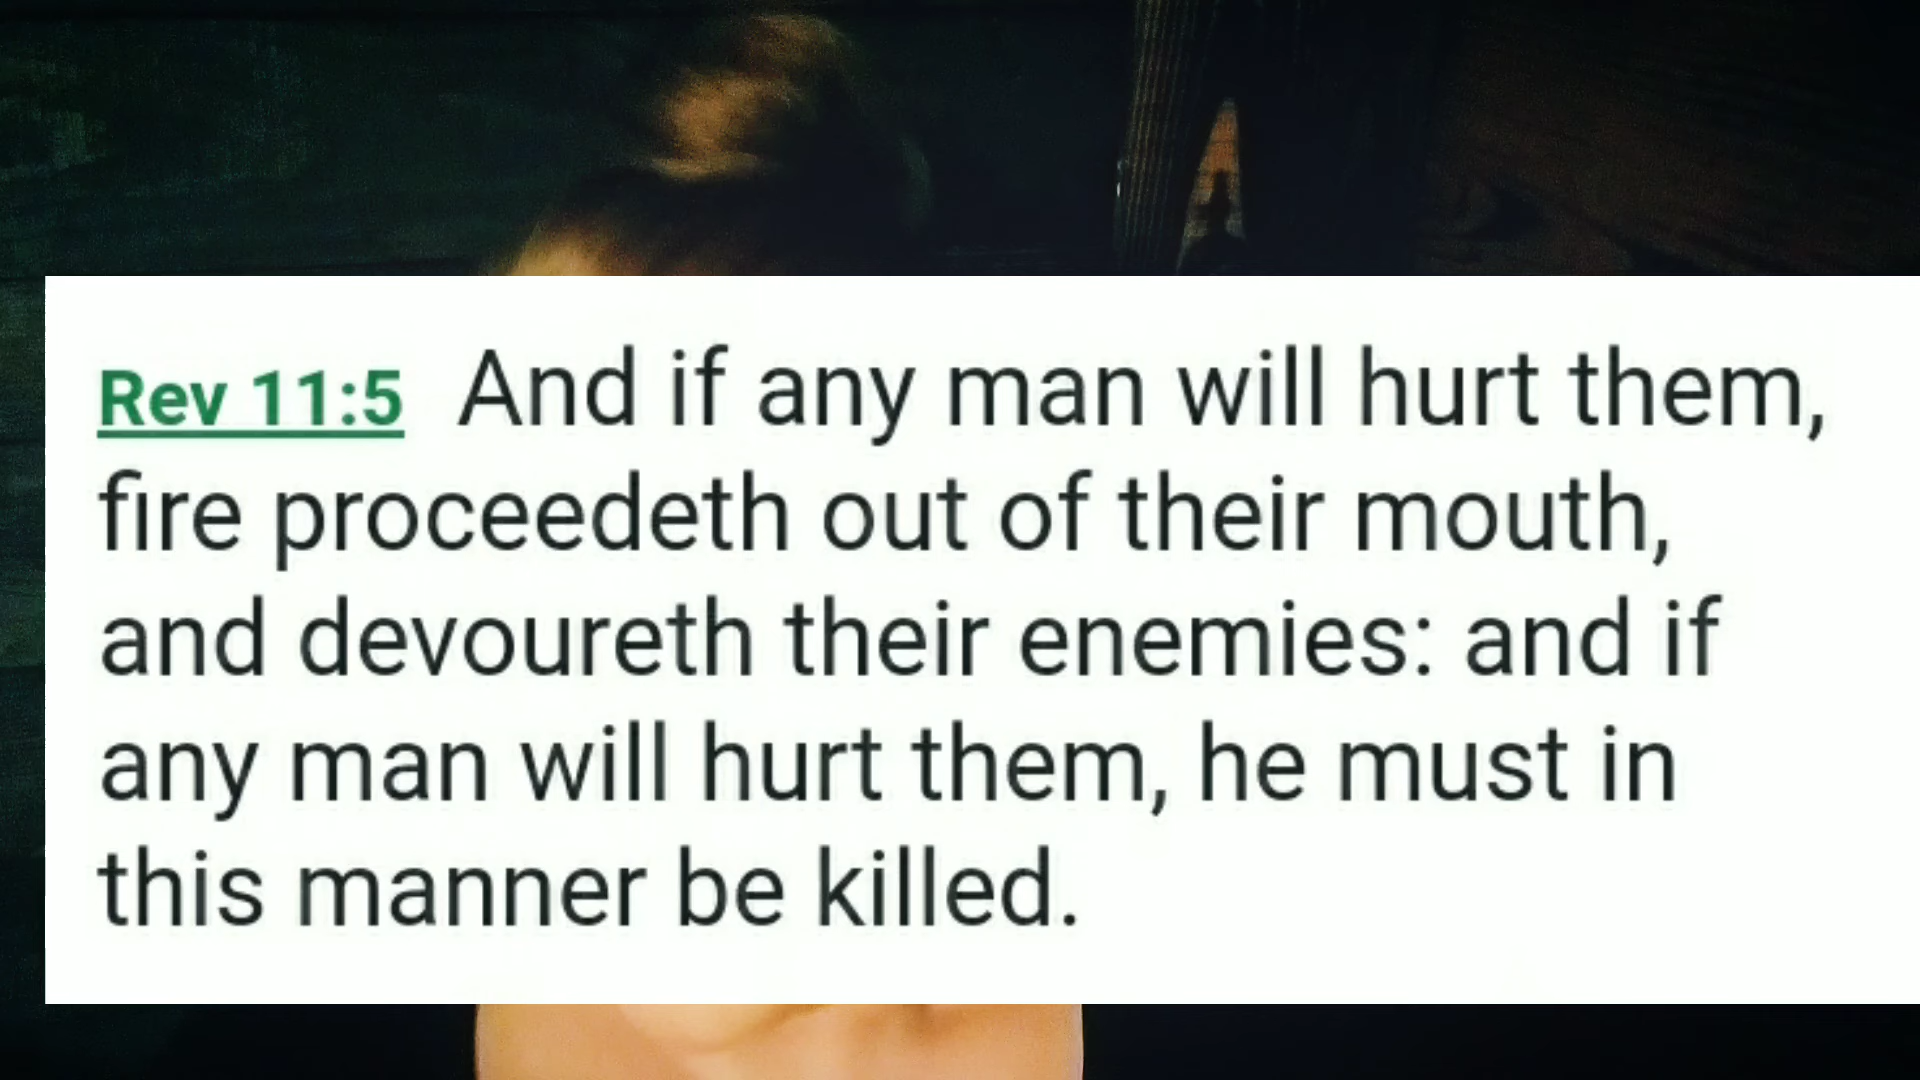 Rev 11:5 And if any man will hurt them,
fire proceedeth out of their mouth,
and devoureth their enemies: and if
any man will hurt them, he must in
this manner be killed.